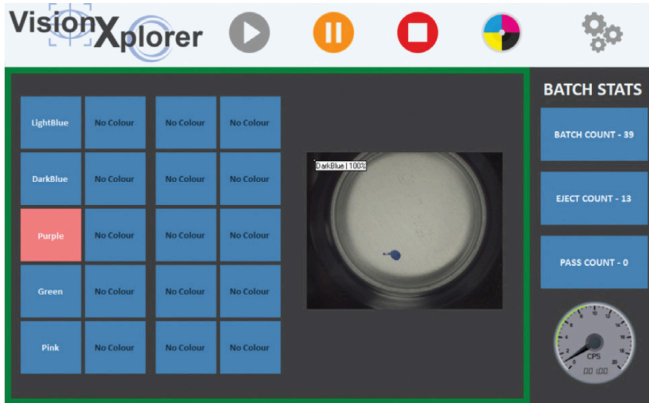 VisionXplorer
BATCH STATS
LightBlue No Colour No Colour No Colour
BATCH COUNT - 39
DarkBlue | 100%
DarkBlue No Colour No Colour No Colour
EJECT COUNT - 13
Purple No Colour No Colour No Colour
PASS COUNT - 0
Green No Colour No Colour No Colour
Pink No Colour No Colour No Colour
CPS